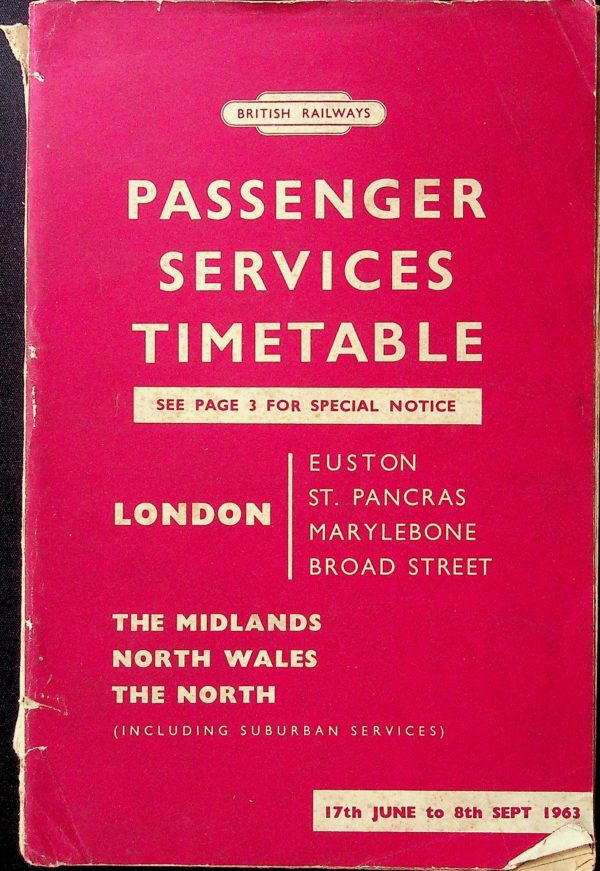 BRITISH RAILWAYS
PASSENGER
SERVICES
TIMETABLE
SEE PAGE 3 FOR SPECIAL NOTICE
LONDON
EUSTON
ST. PANCRAS
MARYLEBONE
BROAD STREET
THE MIDLANDS
NORTH WALES
THE NORTH
(INCLUDING SUBURBAN SERVICES)
17th JUNE to 8th SEPT 1963